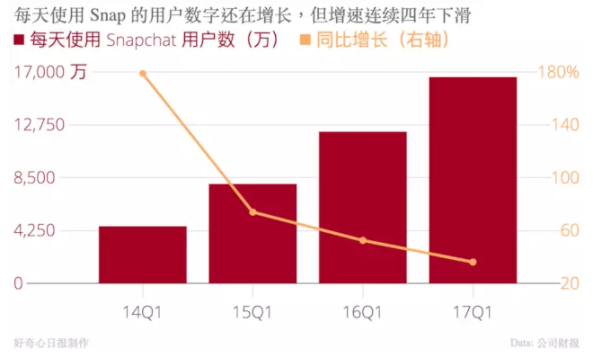 每天使用 Snap 的用户数字还在增长，但增速连续四年下滑
每天使用 Snapchat 用户数（万） 同比增长（右轴）
17,000 万 180%
12,750 140
8,500 100
4,250 60
0 20
14Q1 15Q1 16Q1 17Q1
好奇心日报制作 Data: 公司财报